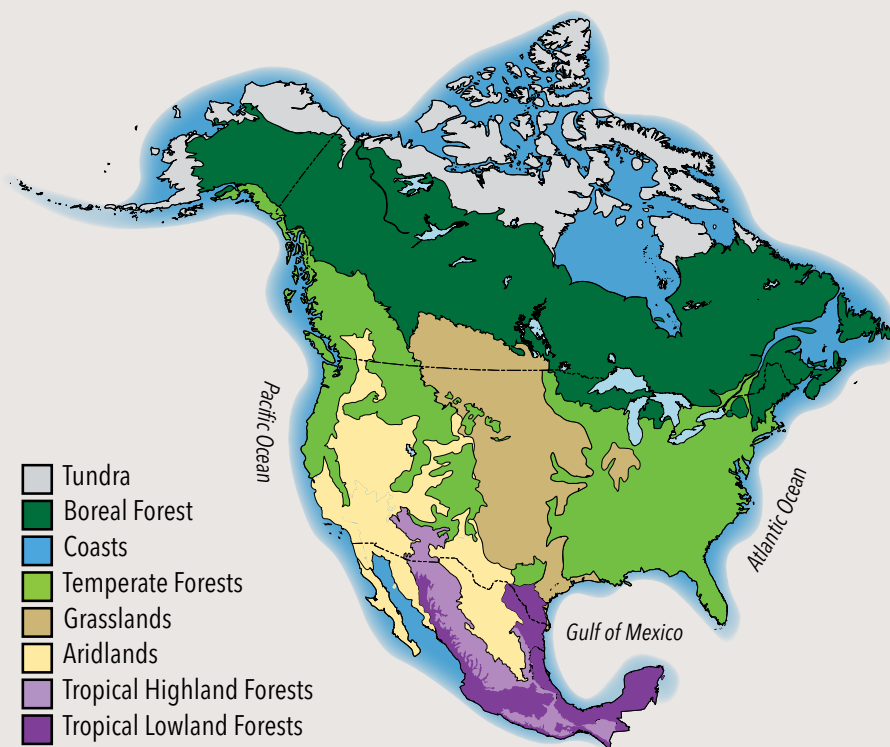 Pacific Ocean
Atlantic Ocean
Gulf of Mexico
Tundra
Boreal Forest
Coasts
Temperate Forests
Grasslands
Aridlands
Tropical Highland Forests
Tropical Lowland Forests